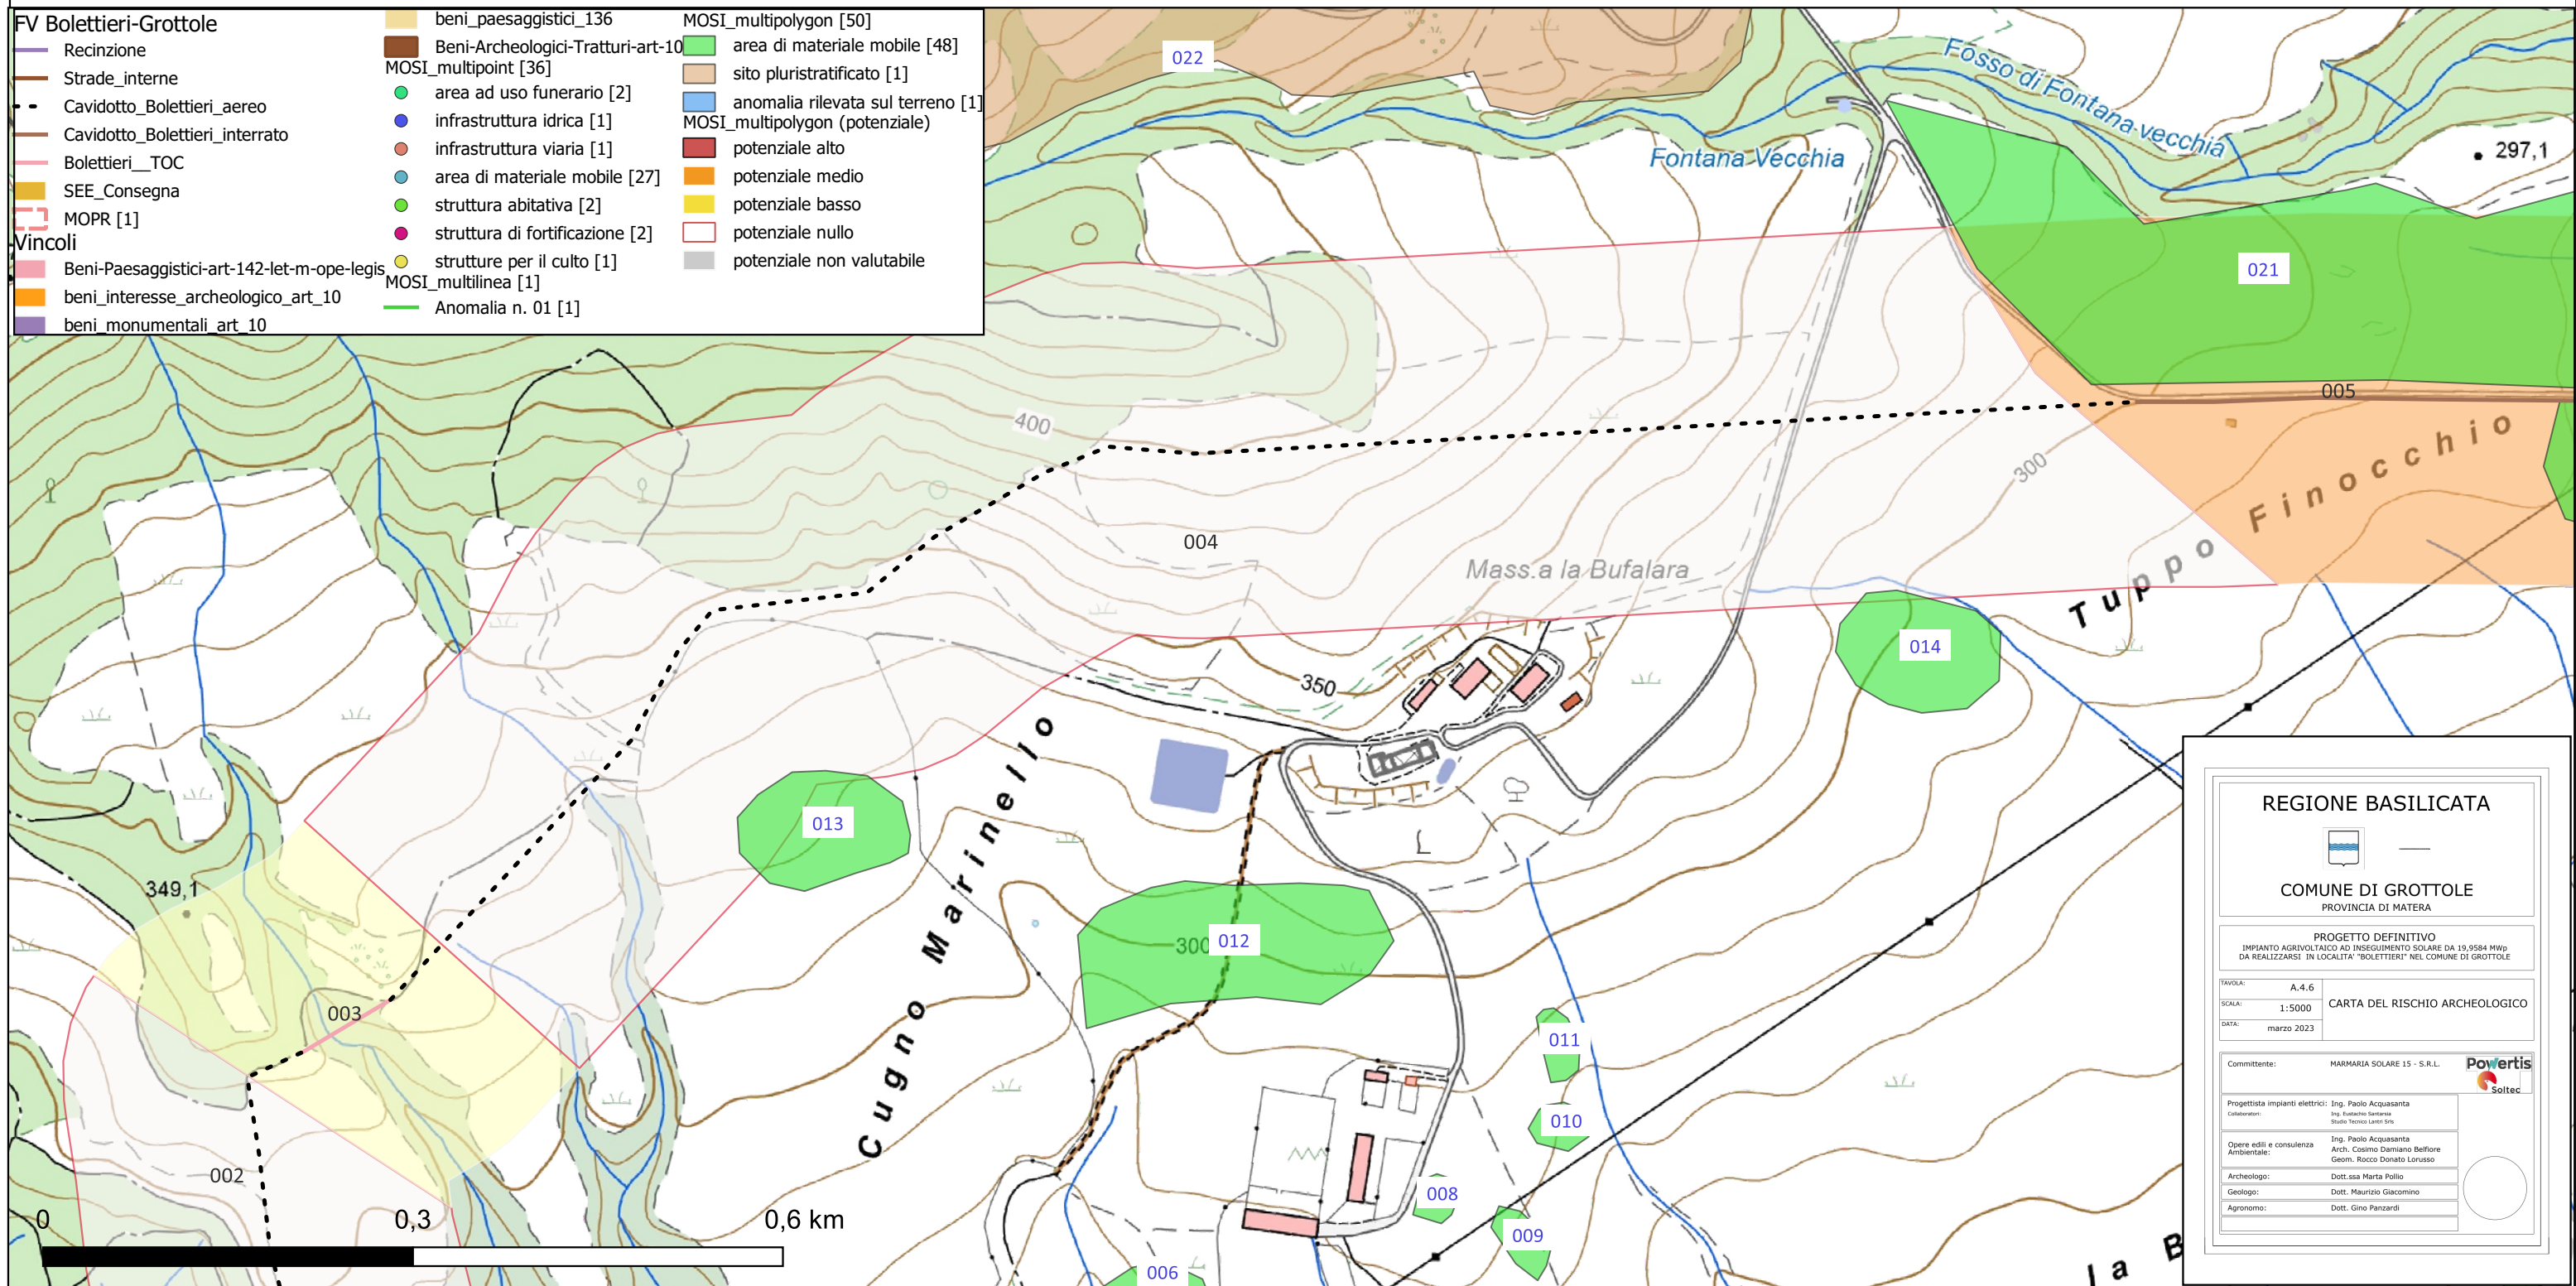 FV Bolettieri-Grottole
Recinzione
Strade_interne
Cavidotto_Bolettieri_aereo
Cavidotto_Bolettieri_interrato
Bolettieri__TOC
SEE_Consegna
MOPR [1]
Vincoli
Beni-Paesaggistici-art-142-let-m-ope-legis
beni_interesse_archeologico_art_10
beni_monumentali_art_10
beni_paesaggistici_136
Beni-Archeologici-Tratturi-art-10
MOSI_multipoint [36]
area ad uso funerario [2]
infrastruttura idrica [1]
infrastruttura viaria [1]
area di materiale mobile [27]
struttura abitativa [2]
struttura di fortificazione [2]
strutture per il culto [1]
MOSI_multilinea [1]
Anomalia n. 01 [1]
MOSI_multipolygon [50]
area di materiale mobile [48]
sito pluristratificato [1]
anomalia rilevata sul terreno [1]
MOSI_multipolygon (potenziale)
potenziale alto
potenziale medio
potenziale basso
potenziale nullo
potenziale non valutabile
022
Fosso di Fontana vecchia
Fontana Vecchia
297,1
021
005
400
300
Tuppo Finocchio
004
Mass.a la Bufalara
014
350
013
Cugno Marinello
349,1
300
012
003
011
010
002
008
009
006
la B
0
0,3
0,6 km
REGIONE BASILICATA
COMUNE DI GROTTOLE
PROVINCIA DI MATERA
PROGETTO DEFINITIVO
IMPIANTO AGRIVOLTAICO AD INSEGUIMENTO SOLARE DA 19,9584 MWp
DA REALIZZARSI IN LOCALITA' "BOLETTIERI" NEL COMUNE DI GROTTOLE
TAVOLA: A.4.6
SCALA: 1:5000
DATA: marzo 2023
CARTA DEL RISCHIO ARCHEOLOGICO
Committente: MARMARIA SOLARE 15 - S.R.L.
Powertis
Soltec
Progettista impianti elettrici: Ing. Paolo Acquasanta
Collaboratori: Ing. Eustachio Santarsia
Studio Tecnico Lantri Srls
Opere edili e consulenza Ambientale: Ing. Paolo Acquasanta
Arch. Cosimo Damiano Belfiore
Geom. Rocco Donato Lorusso
Archeologo: Dott.ssa Marta Pollio
Geologo: Dott. Maurizio Giacomino
Agronomo: Dott. Gino Panzardi